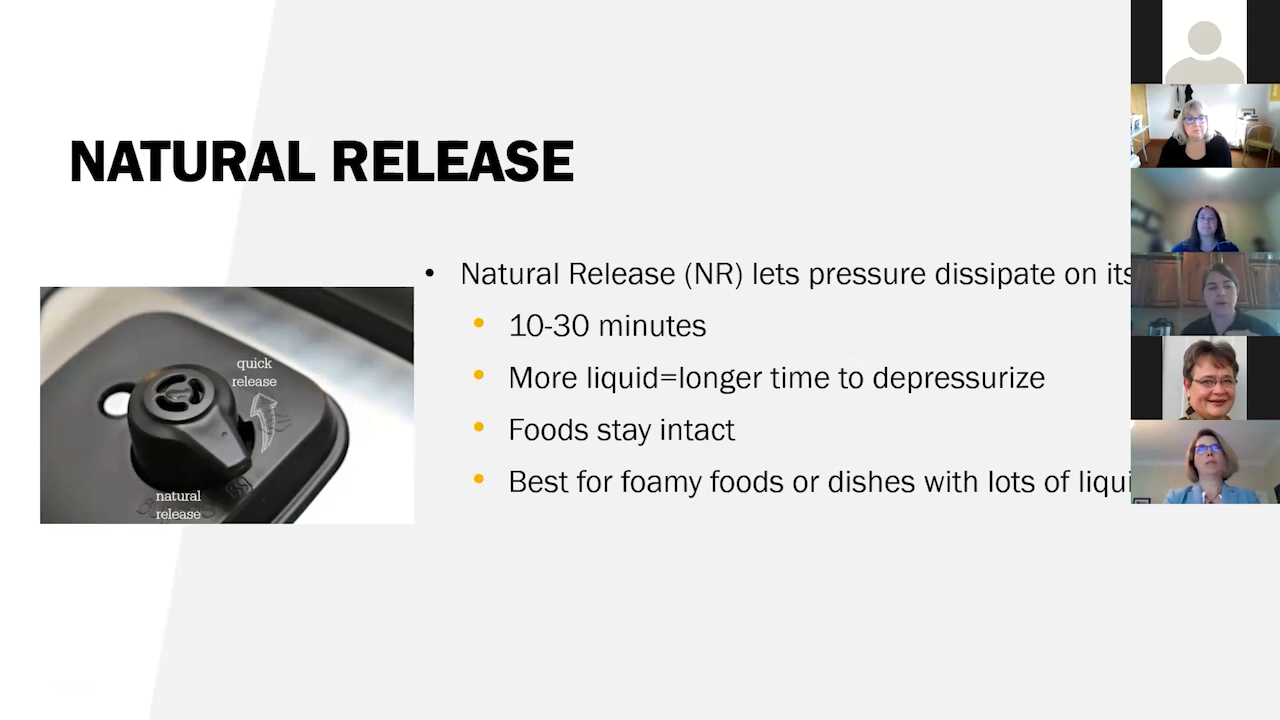 NATURAL RELEASE
• Natural Release (NR) lets pressure dissipate on its
• 10-30 minutes
• More liquid=longer time to depressurize
• Foods stay intact
• Best for foamy foods or dishes with lots of
quick
release
natural
release